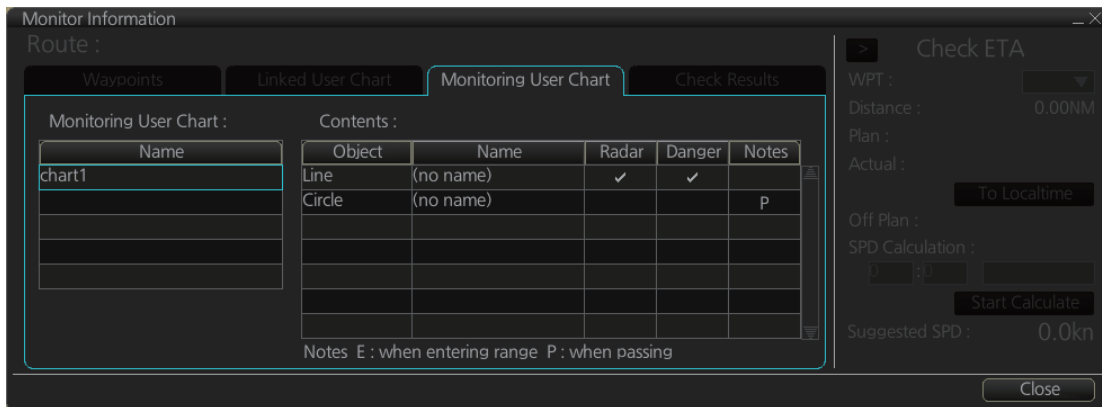 Monitor Information
Route :
Waypoints Linked User Chart Monitoring User Chart Check Results
Monitoring User Chart :
Name
chart1
Contents :
Object Name Radar Danger Notes
Line (no name) ✓ ✓
Circle (no name) P
Notes E : when entering range P : when passing
> Check ETA
WPT :
Distance : 0.00NM
Plan :
Actual :
To Localtime
Off Plan :
SPD Calculation :
0 :0
Start Calculate
Suggested SPD : 0.0kn
Close